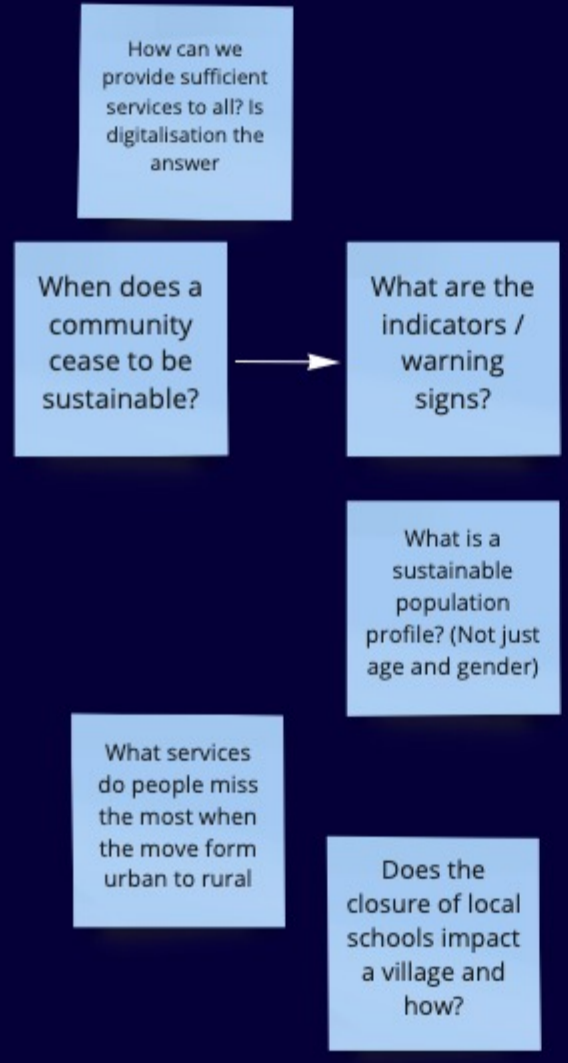 How can we
provide sufficient
services to all? Is
digitalisation the
answer
When does a
community
cease to be
sustainable?
What are the
indicators /
warning
signs?
What is a
sustainable
population
profile? (Not just
age and gender)
What services
do people miss
the most when
the move form
urban to rural
Does the
closure of local
schools impact
a village and
how?